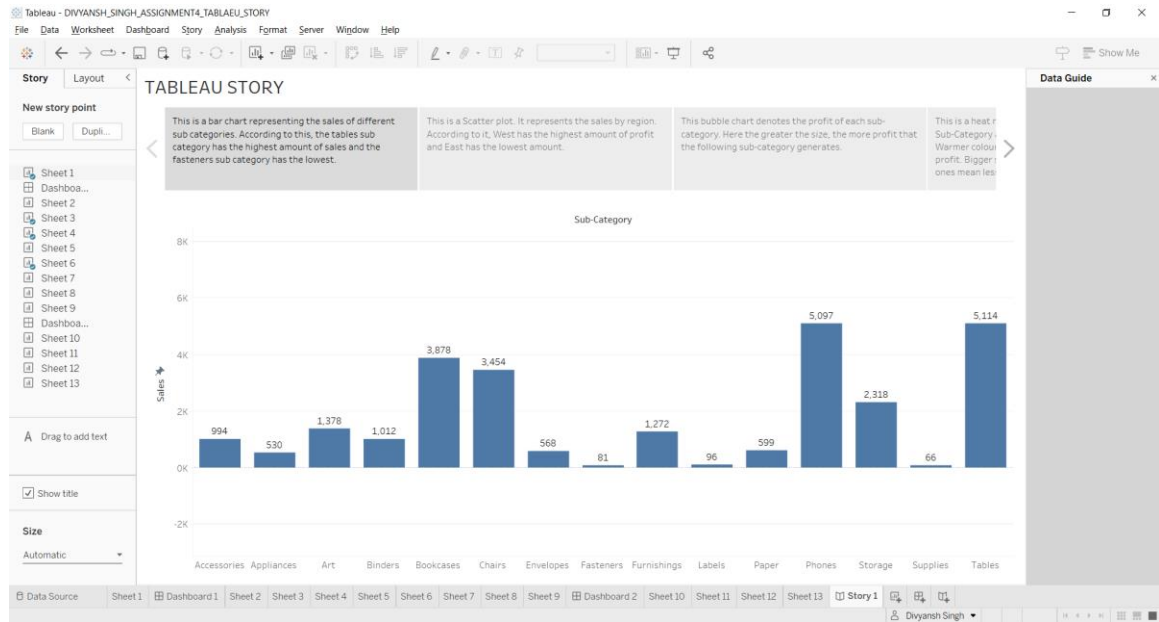 Tableau - DIVYANSH_SINGH_ASSIGNMENT4_TABLAEU_STORY
File Data Worksheet Dashboard Story Analysis Format Server Window Help
Show Me
Story Layout
New story point
Blank Dupli...
Sheet 1
Dashboa...
Sheet 2
Sheet 3
Sheet 4
Sheet 5
Sheet 6
Sheet 7
Sheet 8
Sheet 9
Dashboa...
Sheet 10
Sheet 11
Sheet 12
Sheet 13
A Drag to add text
Show title
Size
Automatic
TABLEAU STORY
This is a bar chart representing the sales of different
sub categories. According to this, the tables sub
category has the highest amount of sales and the
fasteners sub category has the lowest.
This is a Scatter plot. It represents the sales by region.
According to it, West has the highest amount of profit
and East has the lowest amount.
This bubble chart denotes the profit of each sub-
category. Here the greater the size, the more profit that
the following sub-category generates.
This is a heat
Sub-Category
Warmer colou
profit. Bigger
ones mean les
Sub-Category
Sales
8K
6K
4K
2K
0K
-2K
994
530
1,378
1,012
3,878
3,454
568
81
1,272
96
599
5,097
2,318
66
5,114
Accessories Appliances Art Binders Bookcases Chairs Envelopes Fasteners Furnishings Labels Paper Phones Storage Supplies Tables
Data Guide
Data Source Sheet 1 Dashboard 1 Sheet 2 Sheet 3 Sheet 4 Sheet 5 Sheet 6 Sheet 7 Sheet 8 Sheet 9 Dashboard 2 Sheet 10 Sheet 11 Sheet 12 Sheet 13 Story 1
Divyansh Singh